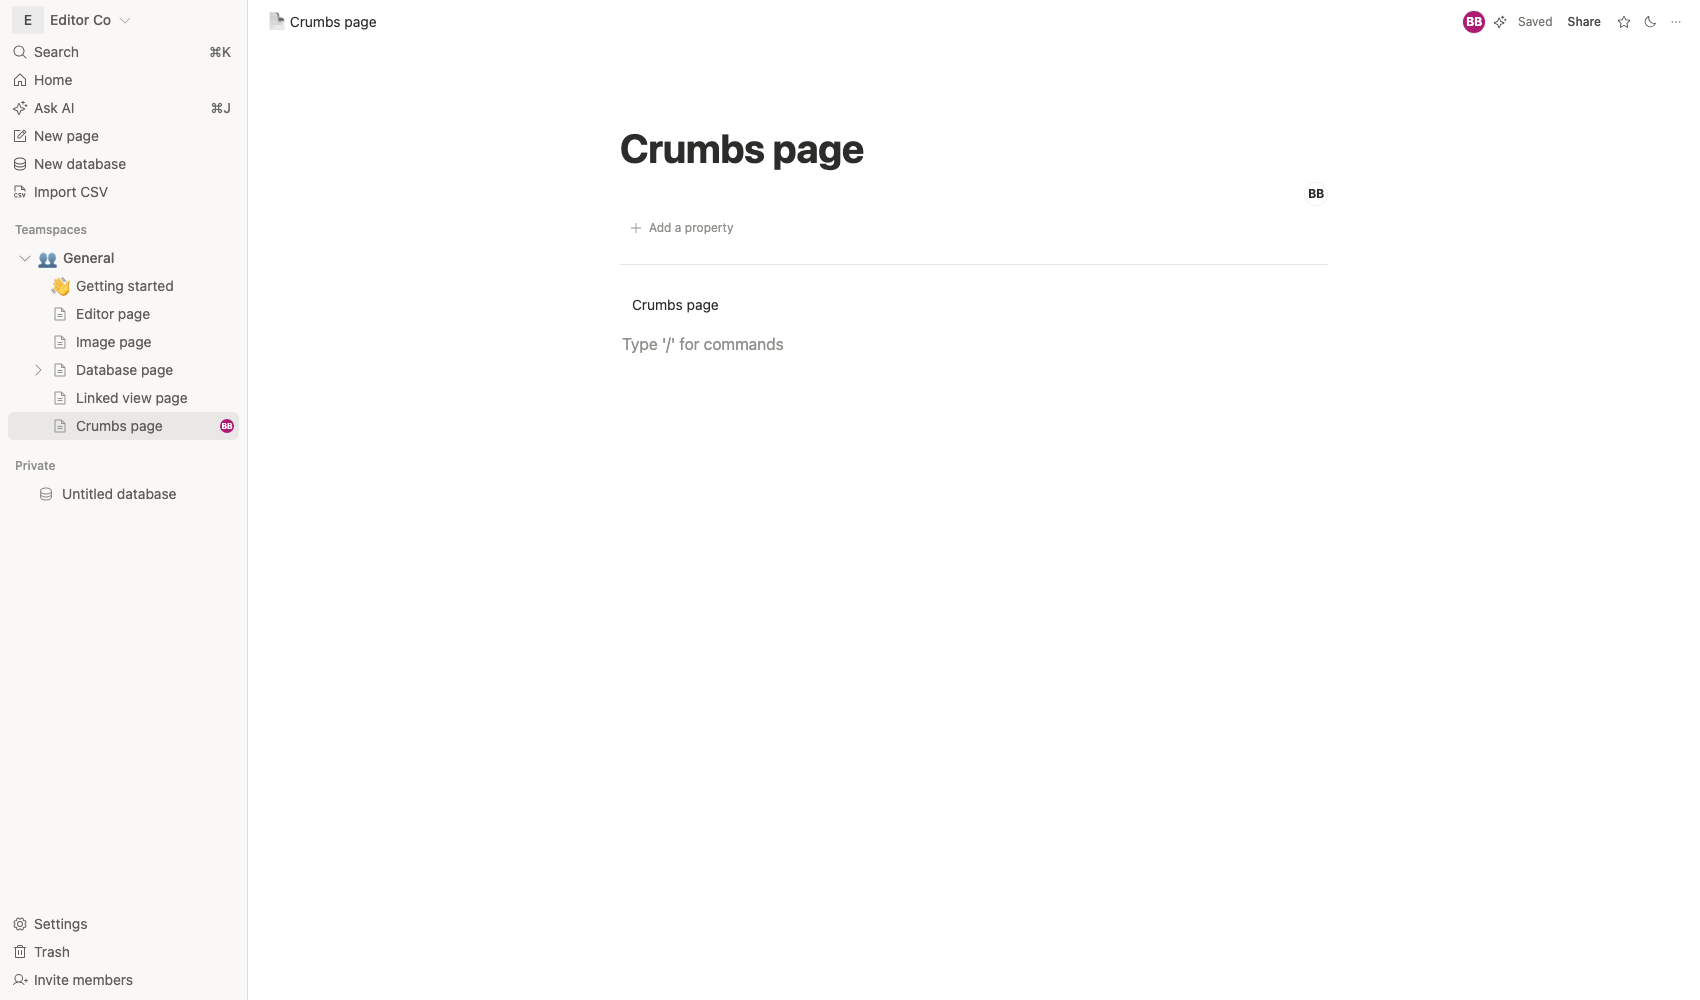 E Editor Co
Search ⌘K
Home
Ask AI ⌘J
New page
New database
Import CSV
Teamspaces
General
Getting started
Editor page
Image page
Database page
Linked view page
Crumbs page BB
Private
Untitled database
Settings
Trash
Invite members
Crumbs page
BB Saved Share
Crumbs page
BB
Add a property
Crumbs page
Type '/' for commands